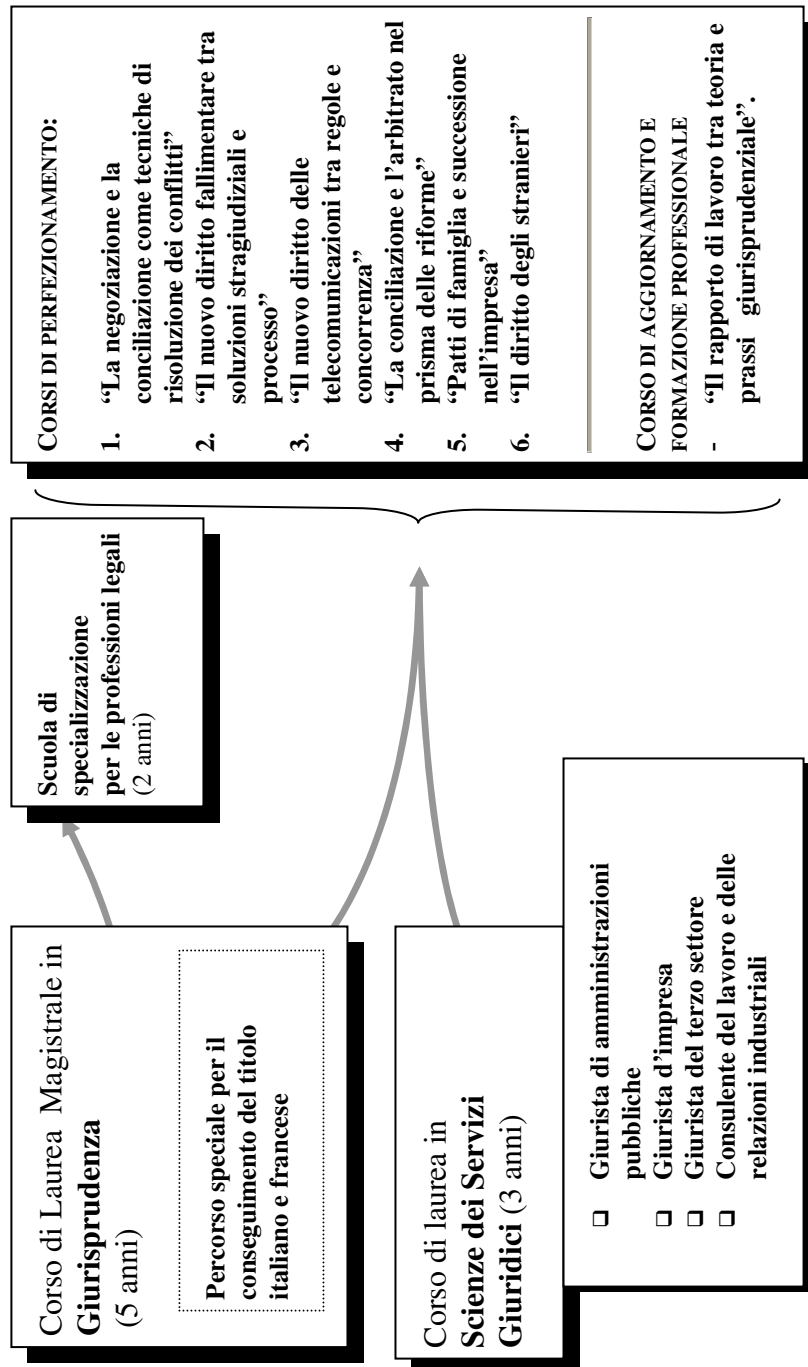 Corso di Laurea Magistrale in
Giurisprudenza
(5 anni)
Percorso speciale per il
conseguimento del titolo
italiano e francese
Scuola di
specializzazione
per le professioni legali
(2 anni)
Corso di laurea in
Scienze dei Servizi
Giuridici (3 anni)
❑ Giurista di amministrazioni
pubbliche
❑ Giurista d’impresa
❑ Giurista del terzo settore
❑ Consulente del lavoro e delle
relazioni industriali
CORSI DI PERFEZIONAMENTO:
1. “La negoziazione e la
conciliazione come tecniche di
risoluzione dei conflitti”
2. “Il nuovo diritto fallimentare tra
soluzioni stragiudiziali e
processo”
3. “Il nuovo diritto delle
telecomunicazioni tra regole e
concorrenza”
4. “La conciliazione e l’arbitrato nel
prisma delle riforme”
5. “Patti di famiglia e successione
nell’impresa”
6. “Il diritto degli stranieri”
CORSO DI AGGIORNAMENTO E
FORMAZIONE PROFESSIONALE
- “Il rapporto di lavoro tra teoria e
prassi giurisprudenziale”.